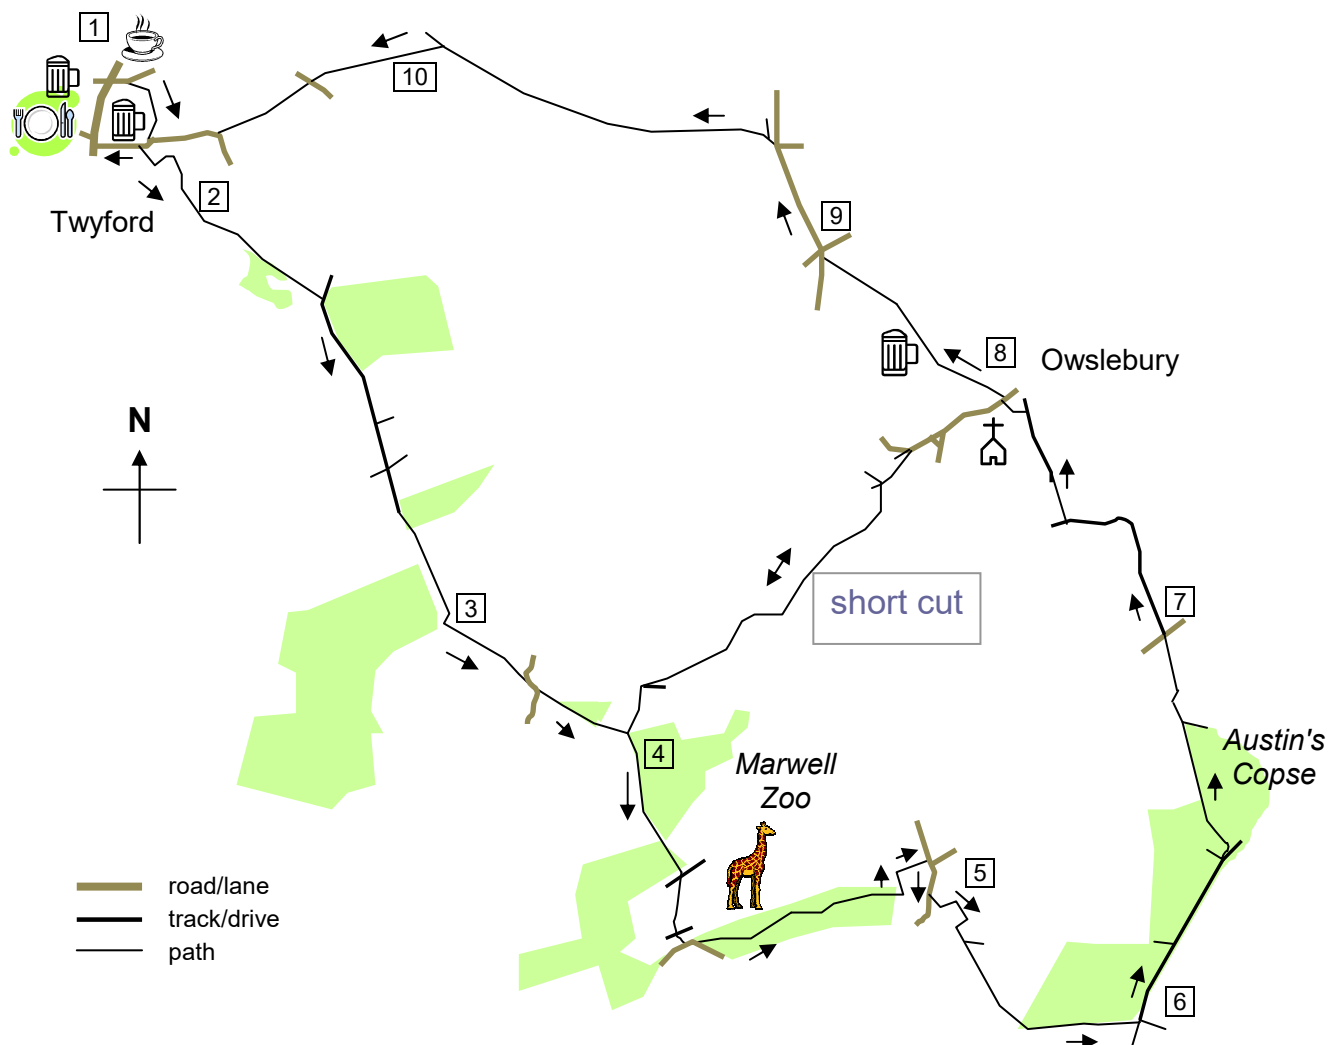 1
10
2
Twyford
9
8
Owslebury
N
short cut
3
7
4
Marwell
Zoo
Austin's
Copse
5
road/lane
track/drive
path
6